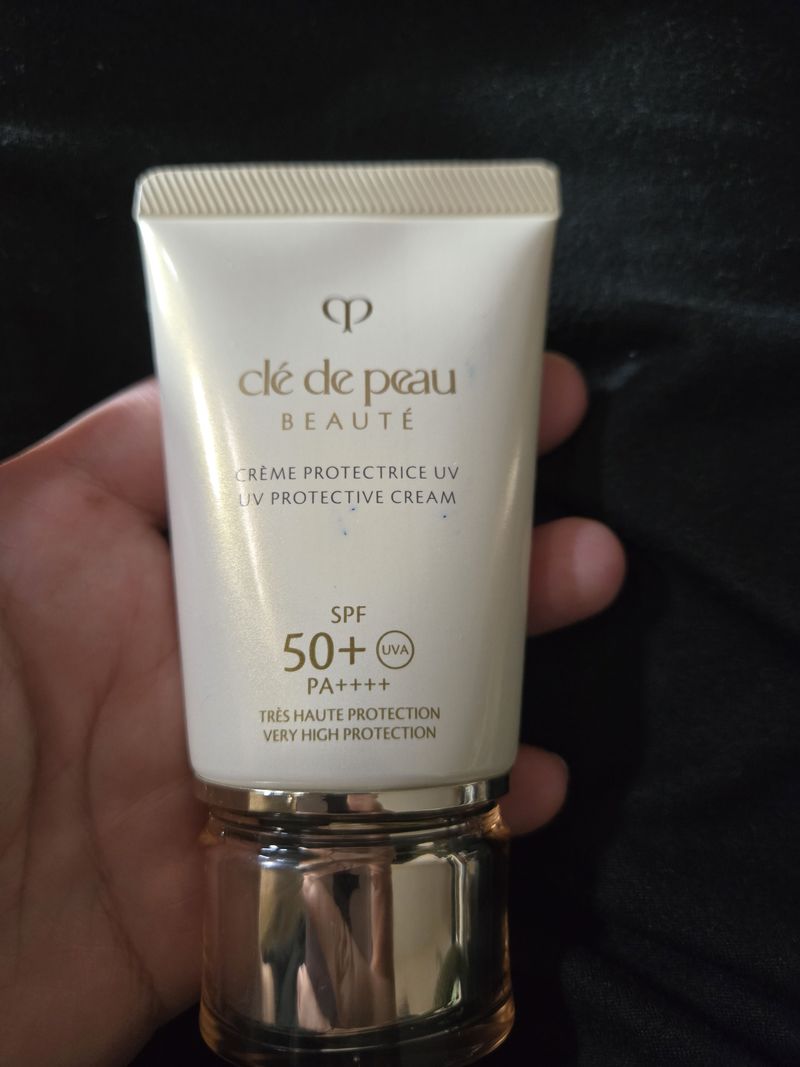 clé de peau
BEAUTÉ
CRÈME PROTECTRICE UV
UV PROTECTIVE CREAM
SPF
50+ UVA
PA++++
TRÈS HAUTE PROTECTION
VERY HIGH PROTECTION